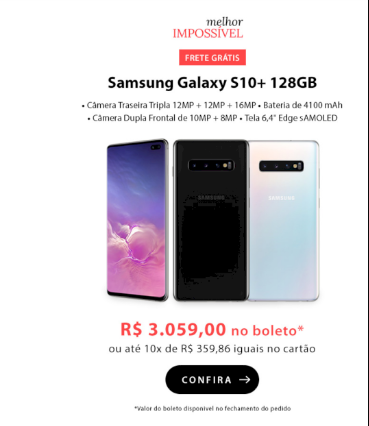 melhor
IMPOSSÍVEL
FRETE GRÁTIS
Samsung Galaxy S10+ 128GB
• Câmera Traseira Tripla 12MP + 12MP + 16MP • Bateria de 4100 mAh
• Câmera Dupla Frontal de 10MP + 8MP • Tela 6,4" Edge sAMOLED
SAMSUNG
SAMSUNG
R$ 3.059,00 no boleto*
ou até 10x de R$ 359,86 iguais no cartão
CONFIRA →
*Valor do boleto disponível no fechamento do pedido